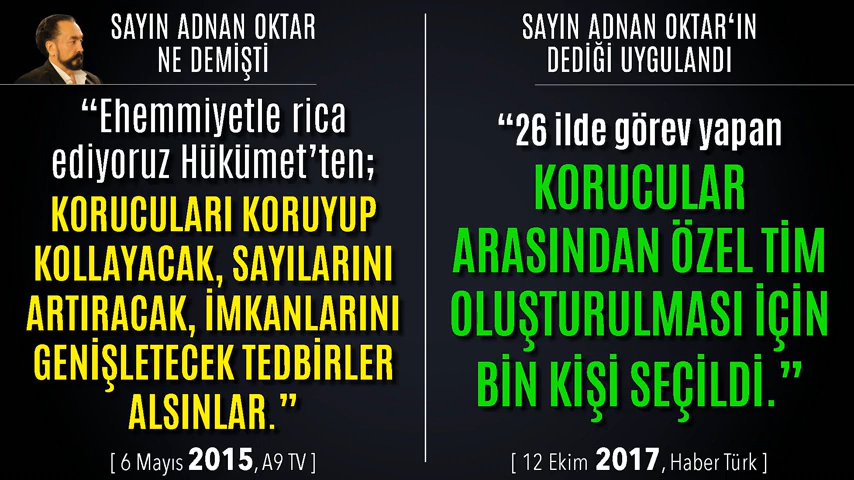 SAYIN ADNAN OKTAR
NE DEMİŞTİ
“Ehemmiyetle rica
ediyoruz Hükümet’ten;
KORUCULARI KORUYUP
KOLLAYACAK, SAYILARINI
ARTIRACAK, İMKANLARINI
GENİŞLETECEK TEDBİRLER
ALSINLAR.”
[ 6 Mayıs 2015, A9 TV ]
SAYIN ADNAN OKTAR‘IN
DEDİĞİ UYGULANDI
“26 ilde görev yapan
KORUCULAR
ARASINDAN ÖZEL TİM
OLUŞTURULMASI İÇİN
BİN KİŞİ SEÇİLDİ.”
[ 12 Ekim 2017, Haber Türk ]